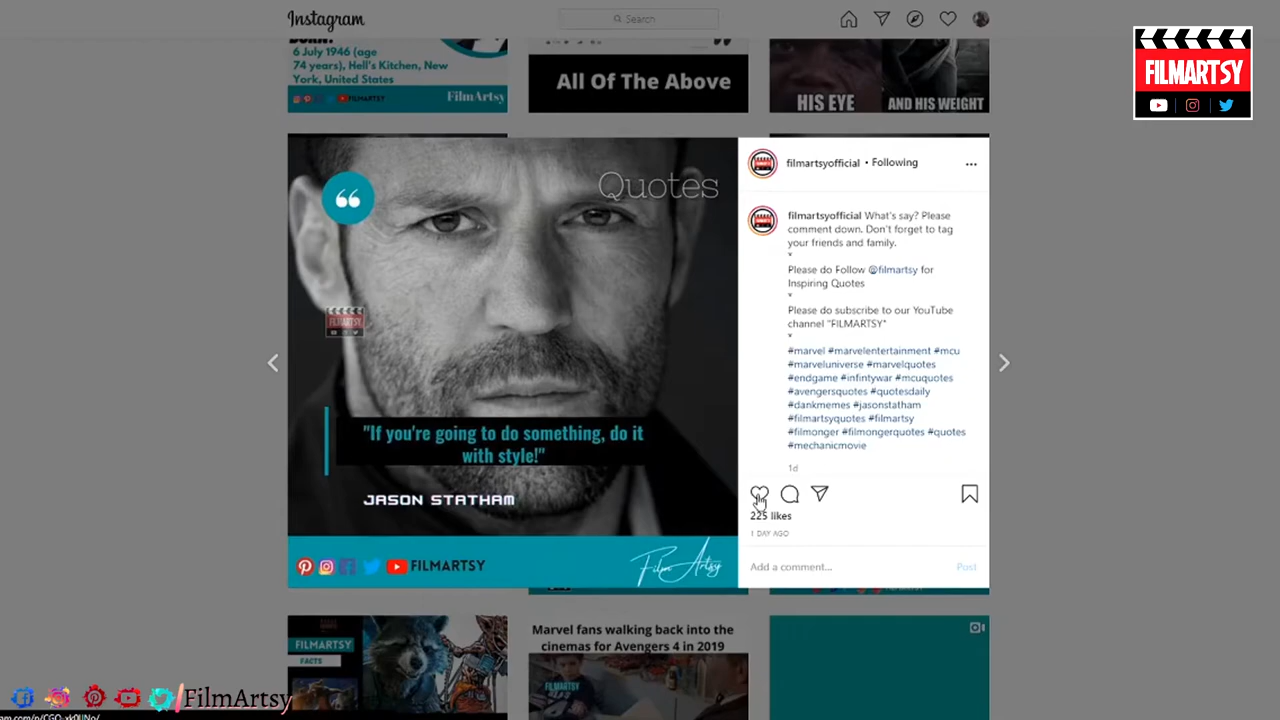 Instagram
Search
FILMARTSY
BORN:
6 July 1946 (age
74 years), Hell's Kitchen, New
York, United States
FILMARTSY
FilmArtsy
All Of The Above
HIS EYE
AND HIS WEIGHT
Quotes
FILMARTSY
"If you're going to do something, do it
with style!"
JASON STATHAM
FILMARTSY
Film Artsy
filmartsyofficial • Following
filmartsyofficial What's say? Please
comment down. Don't forget to tag
your friends and family.
Please do Follow @filmartsy for
Inspiring Quotes
Please do subscribe to our YouTube
channel "FILMARTSY"
#marvel #marvelentertainment #mcu
#marveluniverse #marvelquotes
#endgame #infintywar #mcuquotes
#avengersquotes #quotesdaily
#dankmemes #jasonstatham
#filmartsyquotes #filmartsy
#filmonger #filmongerquotes #quotes
#mechanicmovie
1d
225 likes
1 DAY AGO
Add a comment...
Post
FILMARTSY
FACTS
Marvel fans walking back into the
cinemas for Avengers 4 in 2019
FILMARTSY
/FilmArtsy